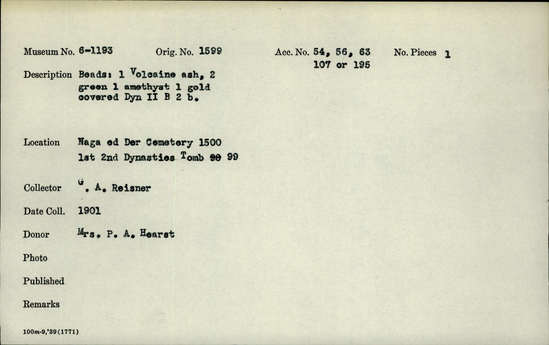 Museum No. 6-1193 Orig. No. 1599 Acc. No. 54, 56, 63 No. Pieces 1
107 or 195
Description Beads: 1 Volcaine ash, 2
green 1 amethyst 1 gold
covered Dyn II B 2 b.
Location Naga ed Der Cemetery 1500
1st 2nd Dynasties Tomb 99
Collector G. A. Reisner
Date Coll. 1901
Donor Mrs. P. A. Hearst
Photo
Published
Remarks
100m-9,'39(1771)